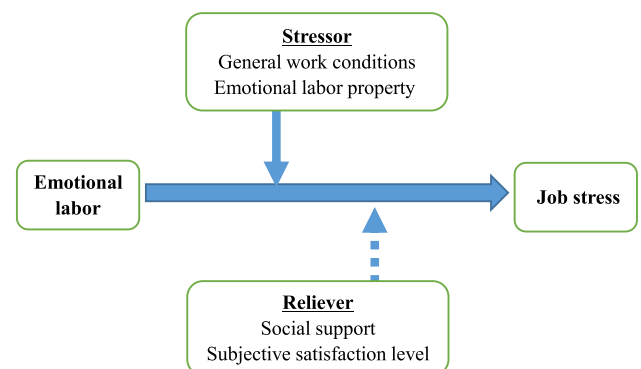 Stressor
General work conditions
Emotional labor property
Emotional
labor
Job stress
Reliever
Social support
Subjective satisfaction level